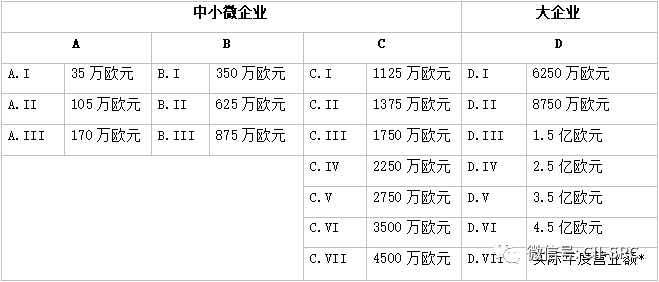 中小微企业 大企业
A B C D
A.I 35 万欧元 B.I 350 万欧元 C.I 1125 万欧元 D.I 6250 万欧元
A.II 105 万欧元 B.II 625 万欧元 C.II 1375 万欧元 D.II 8750 万欧元
A.III 170 万欧元 B.III 875 万欧元 C.III 1750 万欧元 D.III 1.5 亿欧元
C.IV 2250 万欧元 D.IV 2.5 亿欧元
C.V 2750 万欧元 D.V 3.5 亿欧元
C.VI 3500 万欧元 D.VI 4.5 亿欧元
C.VII 4500 万欧元 D.VII 实际年度营业额*
微信号: